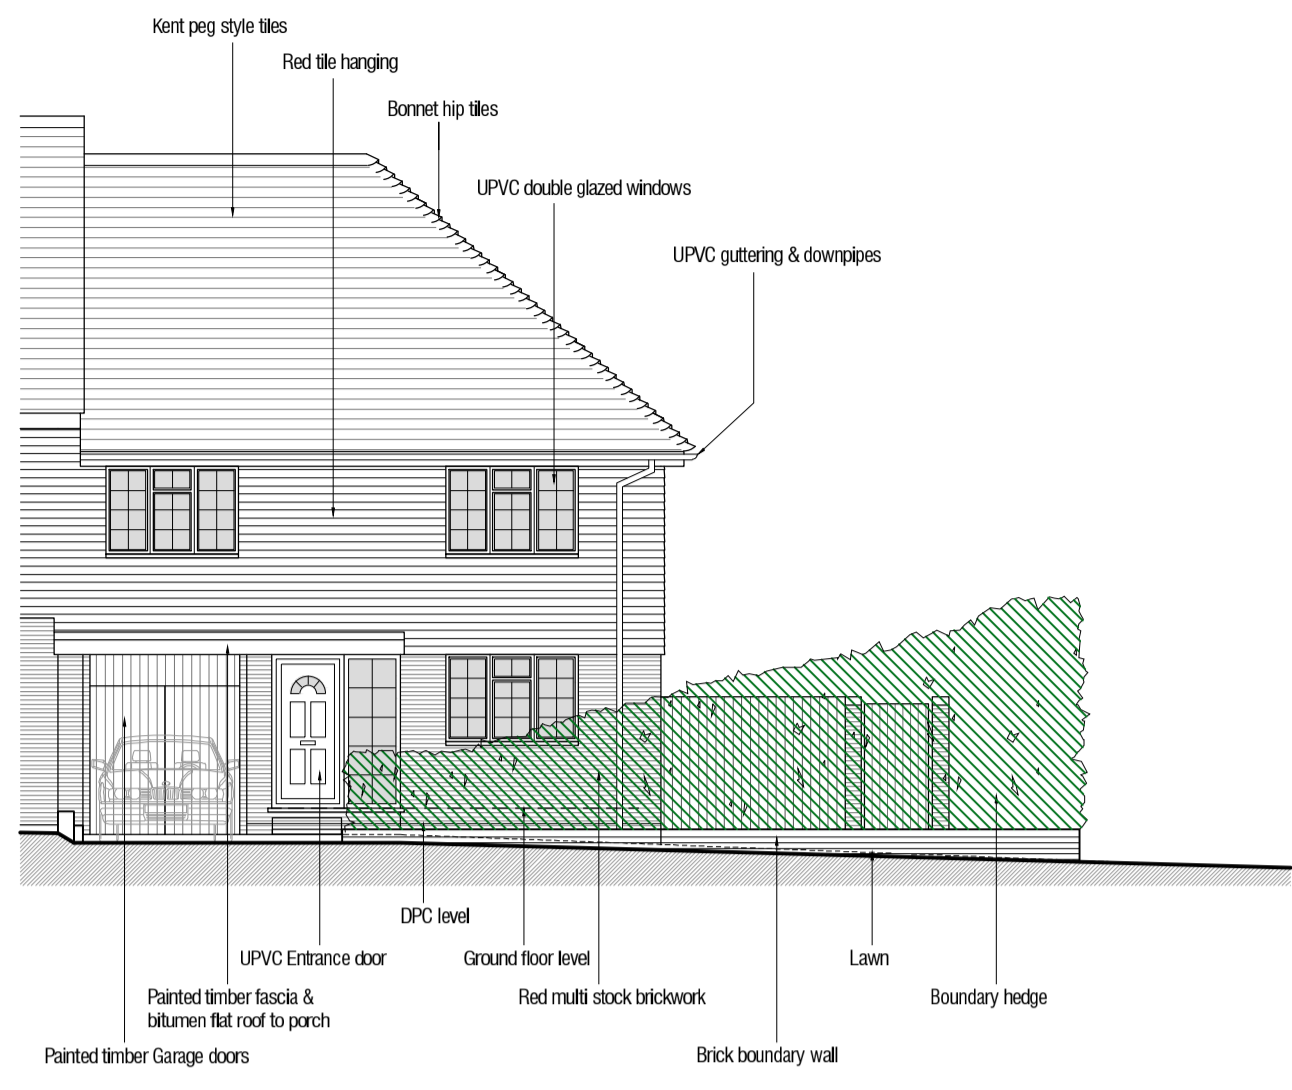 Kent peg style tiles
Red tile hanging
Bonnet hip tiles
UPVC double glazed windows
UPVC guttering & downpipes
DPC level
UPVC Entrance door
Ground floor level
Lawn
Painted timber fascia &
bitumen flat roof to porch
Red multi stock brickwork
Boundary hedge
Painted timber Garage doors
Brick boundary wall